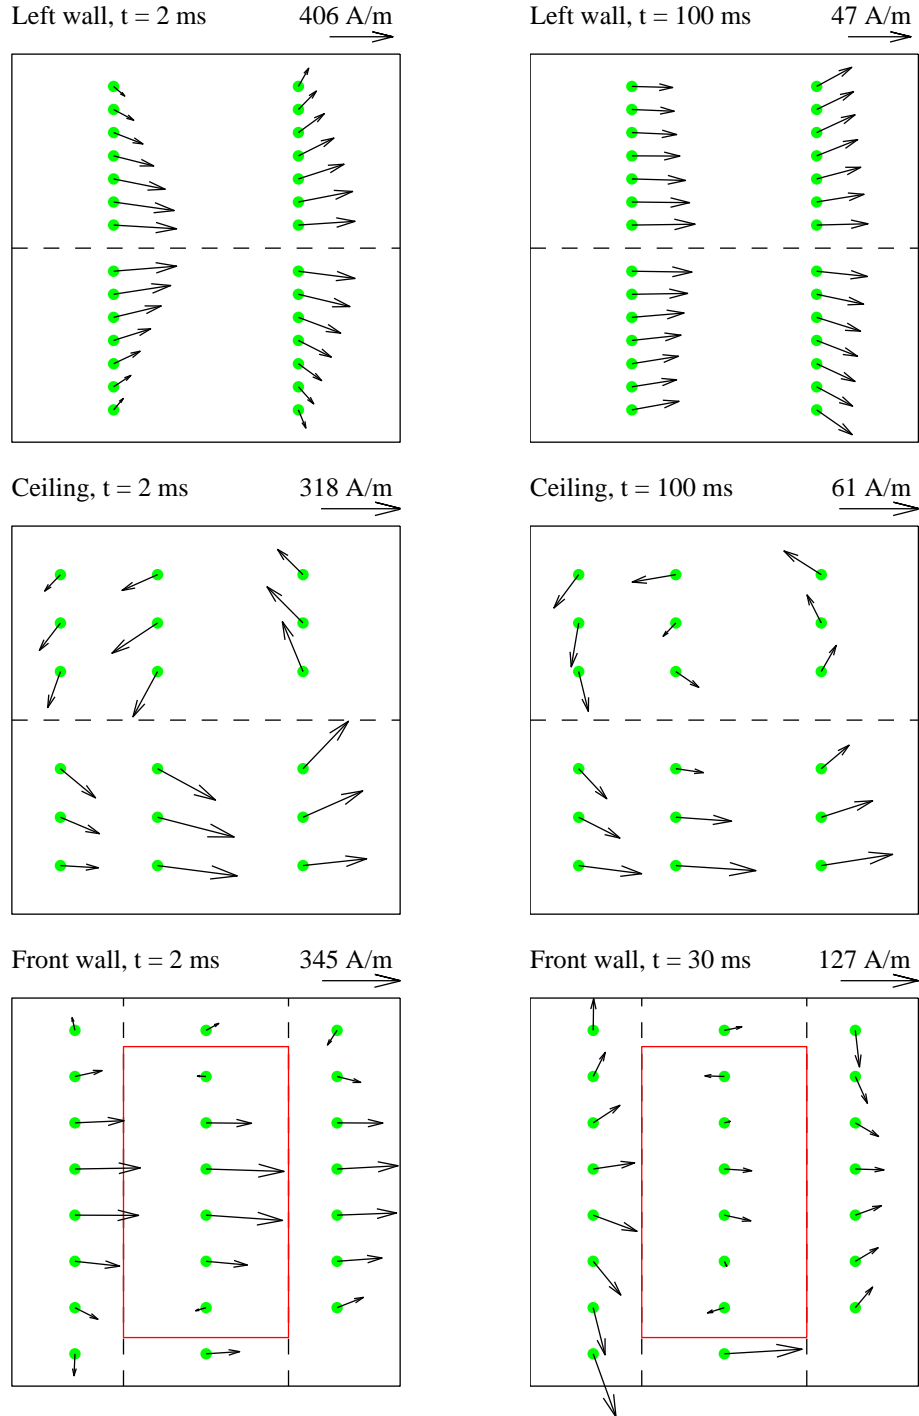 Left wall, t = 2 ms 406 A/m
Left wall, t = 100 ms 47 A/m
Ceiling, t = 2 ms 318 A/m
Ceiling, t = 100 ms 61 A/m
Front wall, t = 2 ms 345 A/m
Front wall, t = 30 ms 127 A/m